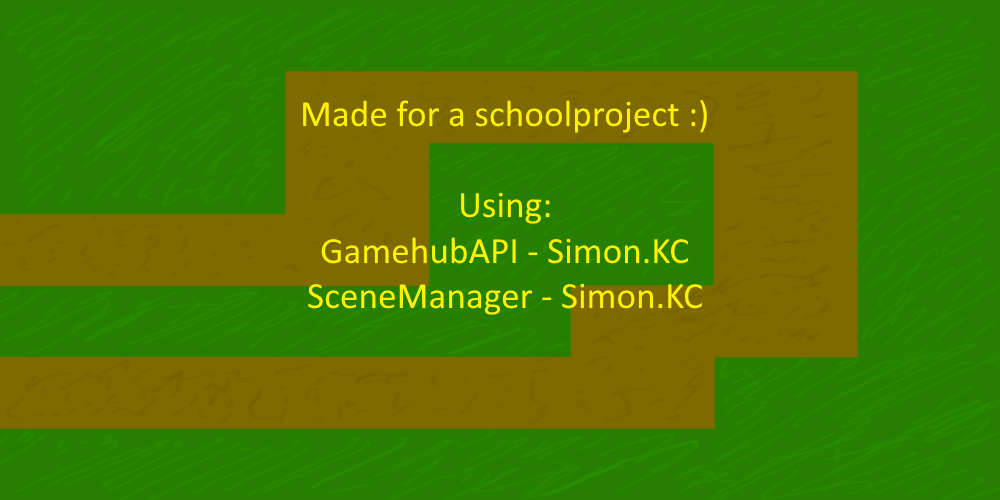 Made for a schoolproject :)
Using:
GamehubAPI - Simon.KC
SceneManager - Simon.KC